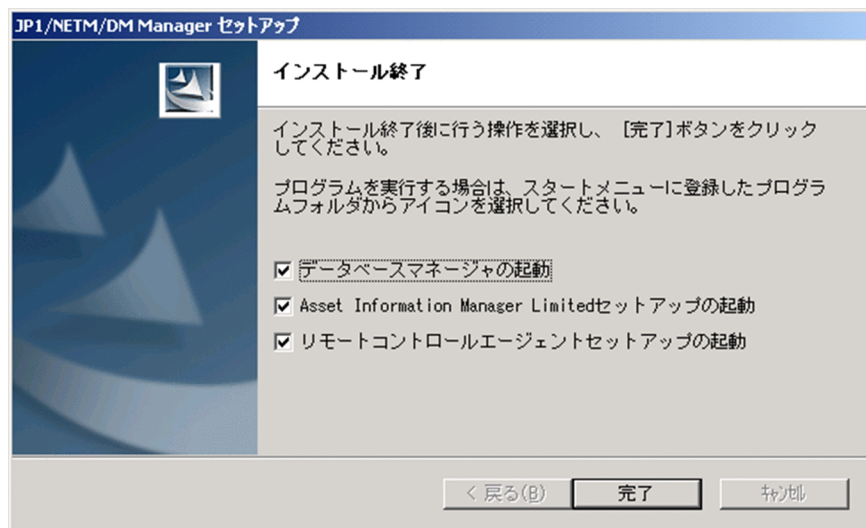 JP1/NETM/DM Manager セットアップ
インストール終了
インストール終了後に行う操作を選択し、［完了］ボタンをクリック
してください。
プログラムを実行する場合は、スタートメニューに登録したプログラ
ムフォルダからアイコンを選択してください。
データベースマネージャの起動
Asset Information Manager Limitedセットアップの起動
リモートコントロールエージェントセットアップの起動
< 戻る(B)
完了
ｷｬﾝｾﾙ